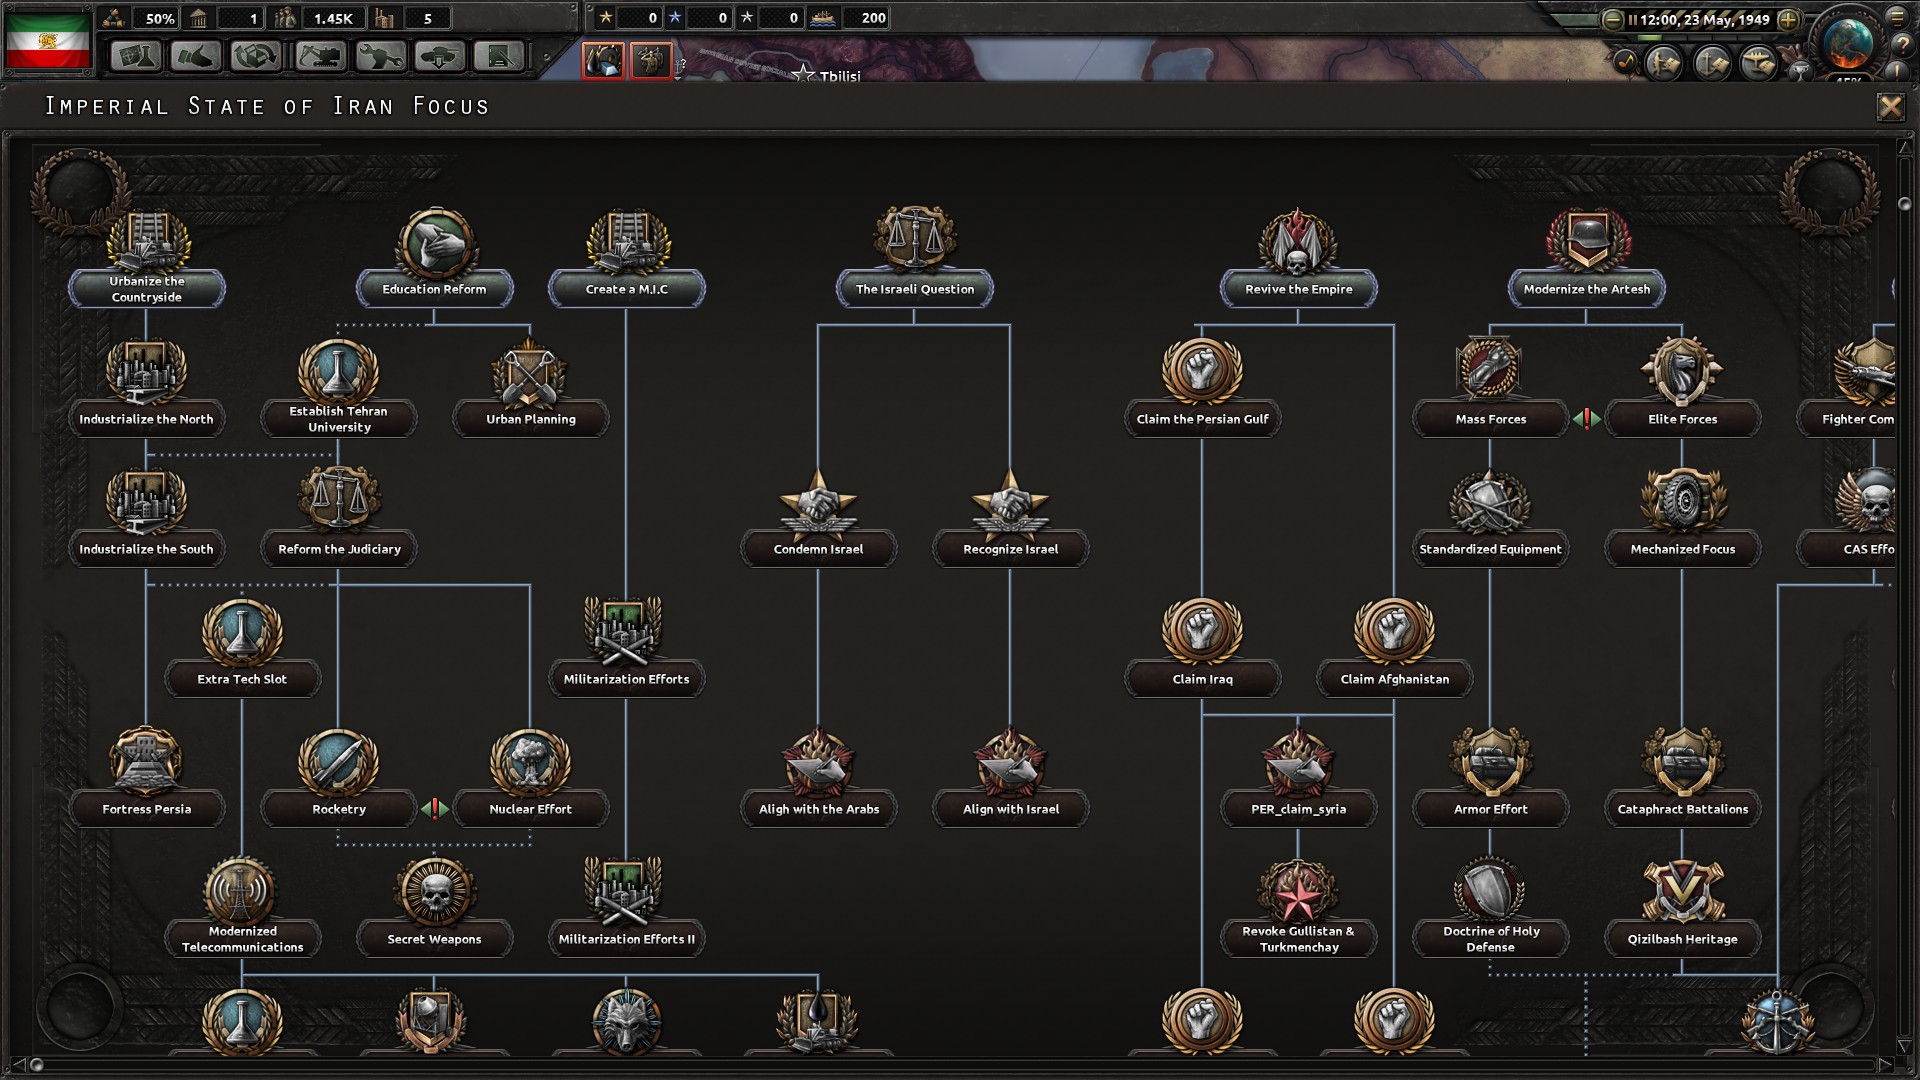 50%
1
1.45K
5
0
0
0
200
12:00, 23 May, 1949
Tbilisi
Imperial State of Iran Focus
Urbanize the
Countryside
Education Reform
Create a M.I.C
The Israeli Question
Revive the Empire
Modernize the Artesh
Industrialize the North
Establish Tehran
University
Urban Planning
Claim the Persian Gulf
Mass Forces
Elite Forces
Fighter Com
Industrialize the South
Reform the Judiciary
Condemn Israel
Recognize Israel
Standardized Equipment
Mechanized Focus
CAS Effo
Extra Tech Slot
Militarization Efforts
Claim Iraq
Claim Afghanistan
Fortress Persia
Rocketry
Nuclear Effort
Aligh with the Arabs
Align with Israel
PER_claim_syria
Armor Effort
Cataphract Battalions
Modernized
Telecommunications
Secret Weapons
Militarization Efforts II
Revoke Gullistan &
Turkmenchay
Doctrine of Holy
Defense
Qizilbash Heritage